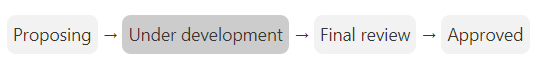 Proposing → Under development → Final review → Approved